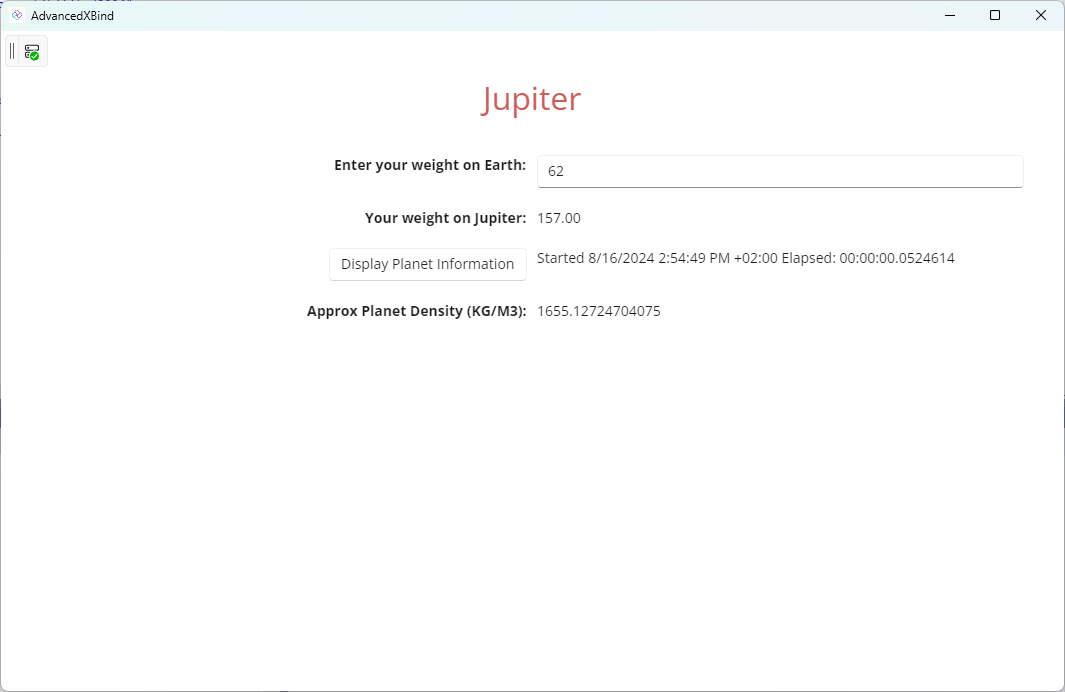 AdvancedXBind
Jupiter
Enter your weight on Earth: 62
Your weight on Jupiter: 157.00
Display Planet Information Started 8/16/2024 2:54:49 PM +02:00 Elapsed: 00:00:00.0524614
Approx Planet Density (KG/M3): 1655.12724704075